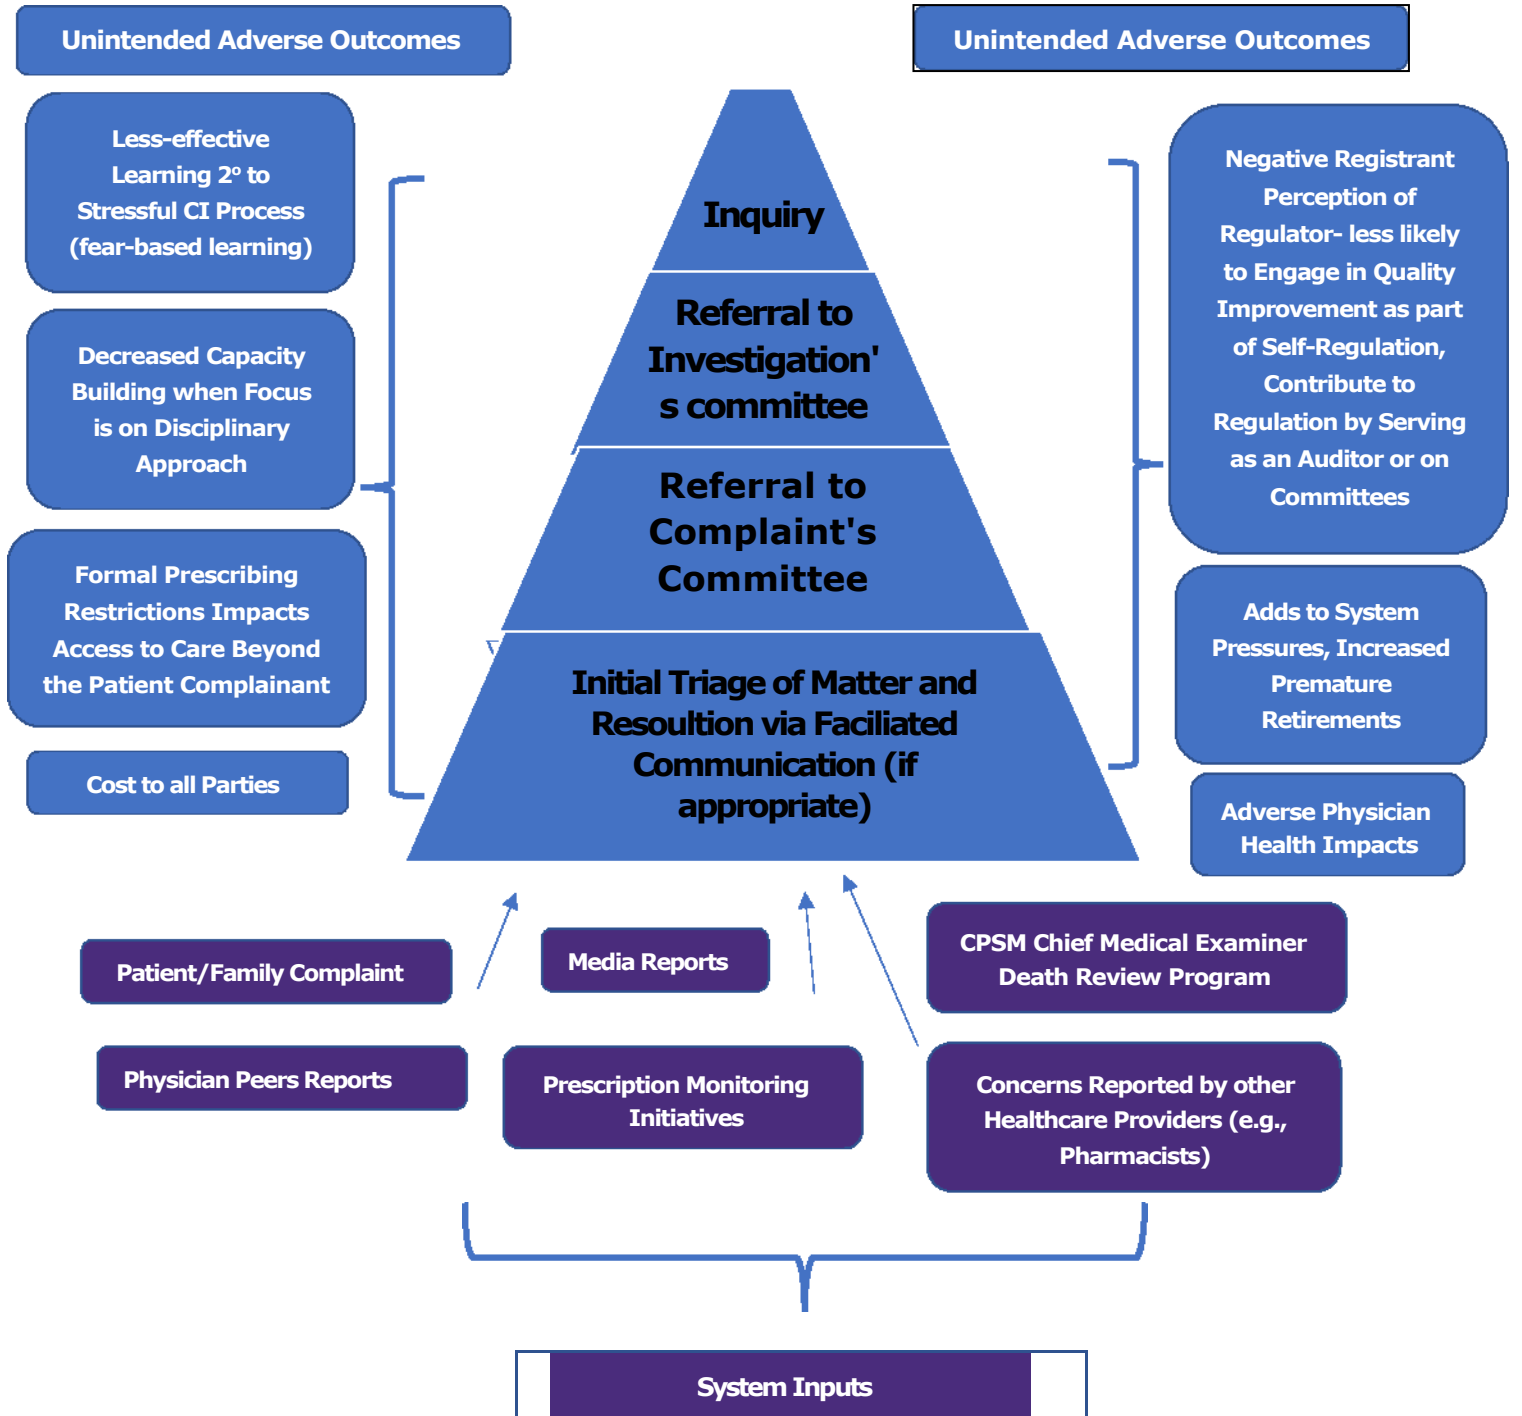 Unintended Adverse Outcomes
Unintended Adverse Outcomes
Less-effective
Learning 2º to
Stressful CI Process
(fear-based learning)
Decreased Capacity
Building when Focus
is on Disciplinary
Approach
Formal Prescribing
Restrictions Impacts
Access to Care Beyond
the Patient Complainant
Cost to all Parties
Inquiry
Referral to
Investigation'
s committee
Referral to
Complaint's
Committee
Initial Triage of Matter and
Resoultion via Faciliated
Communication (if
appropriate)
Negative Registrant
Perception of
Regulator- less likely
to Engage in Quality
Improvement as part
of Self-Regulation,
Contribute to
Regulation by Serving
as an Auditor or on
Committees
Adds to System
Pressures, Increased
Premature
Retirements
Adverse Physician
Health Impacts
Patient/Family Complaint
Media Reports
CPSM Chief Medical Examiner
Death Review Program
Physician Peers Reports
Prescription Monitoring
Initiatives
Concerns Reported by other
Healthcare Providers (e.g.,
Pharmacists)
System Inputs